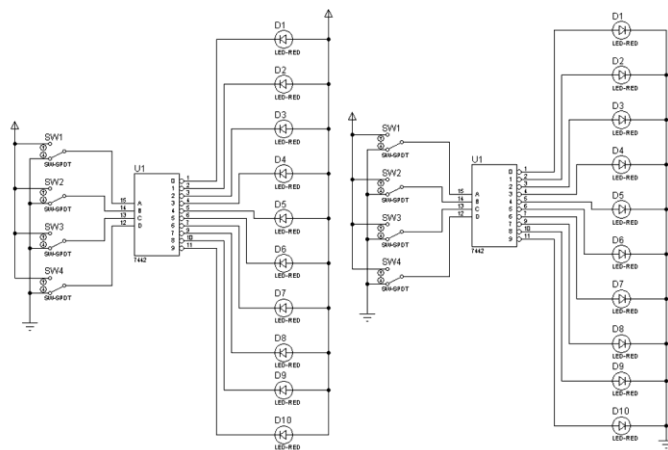 D1
LED-RED
D2
LED-RED
D3
LED-RED
D4
LED-RED
D5
LED-RED
D6
LED-RED
D7
LED-RED
D8
LED-RED
D9
LED-RED
D10
LED-RED
SW1
SW-SPDT
SW2
SW-SPDT
SW3
SW-SPDT
SW4
SW-SPDT
U1
15 A 0 1
14 B 1 2
13 C 2 3
12 D 3 4
4 5
5 6
6 7
7 9
8 10
9 11
7442
D1
LED-RED
D2
LED-RED
D3
LED-RED
D4
LED-RED
D5
LED-RED
D6
LED-RED
D7
LED-RED
D8
LED-RED
D9
LED-RED
D10
LED-RED
SW1
SW-SPDT
SW2
SW-SPDT
SW3
SW-SPDT
SW4
SW-SPDT
U1
15 A 0 1
14 B 1 2
13 C 2 3
12 D 3 4
4 5
5 6
6 7
7 9
8 10
9 11
7442